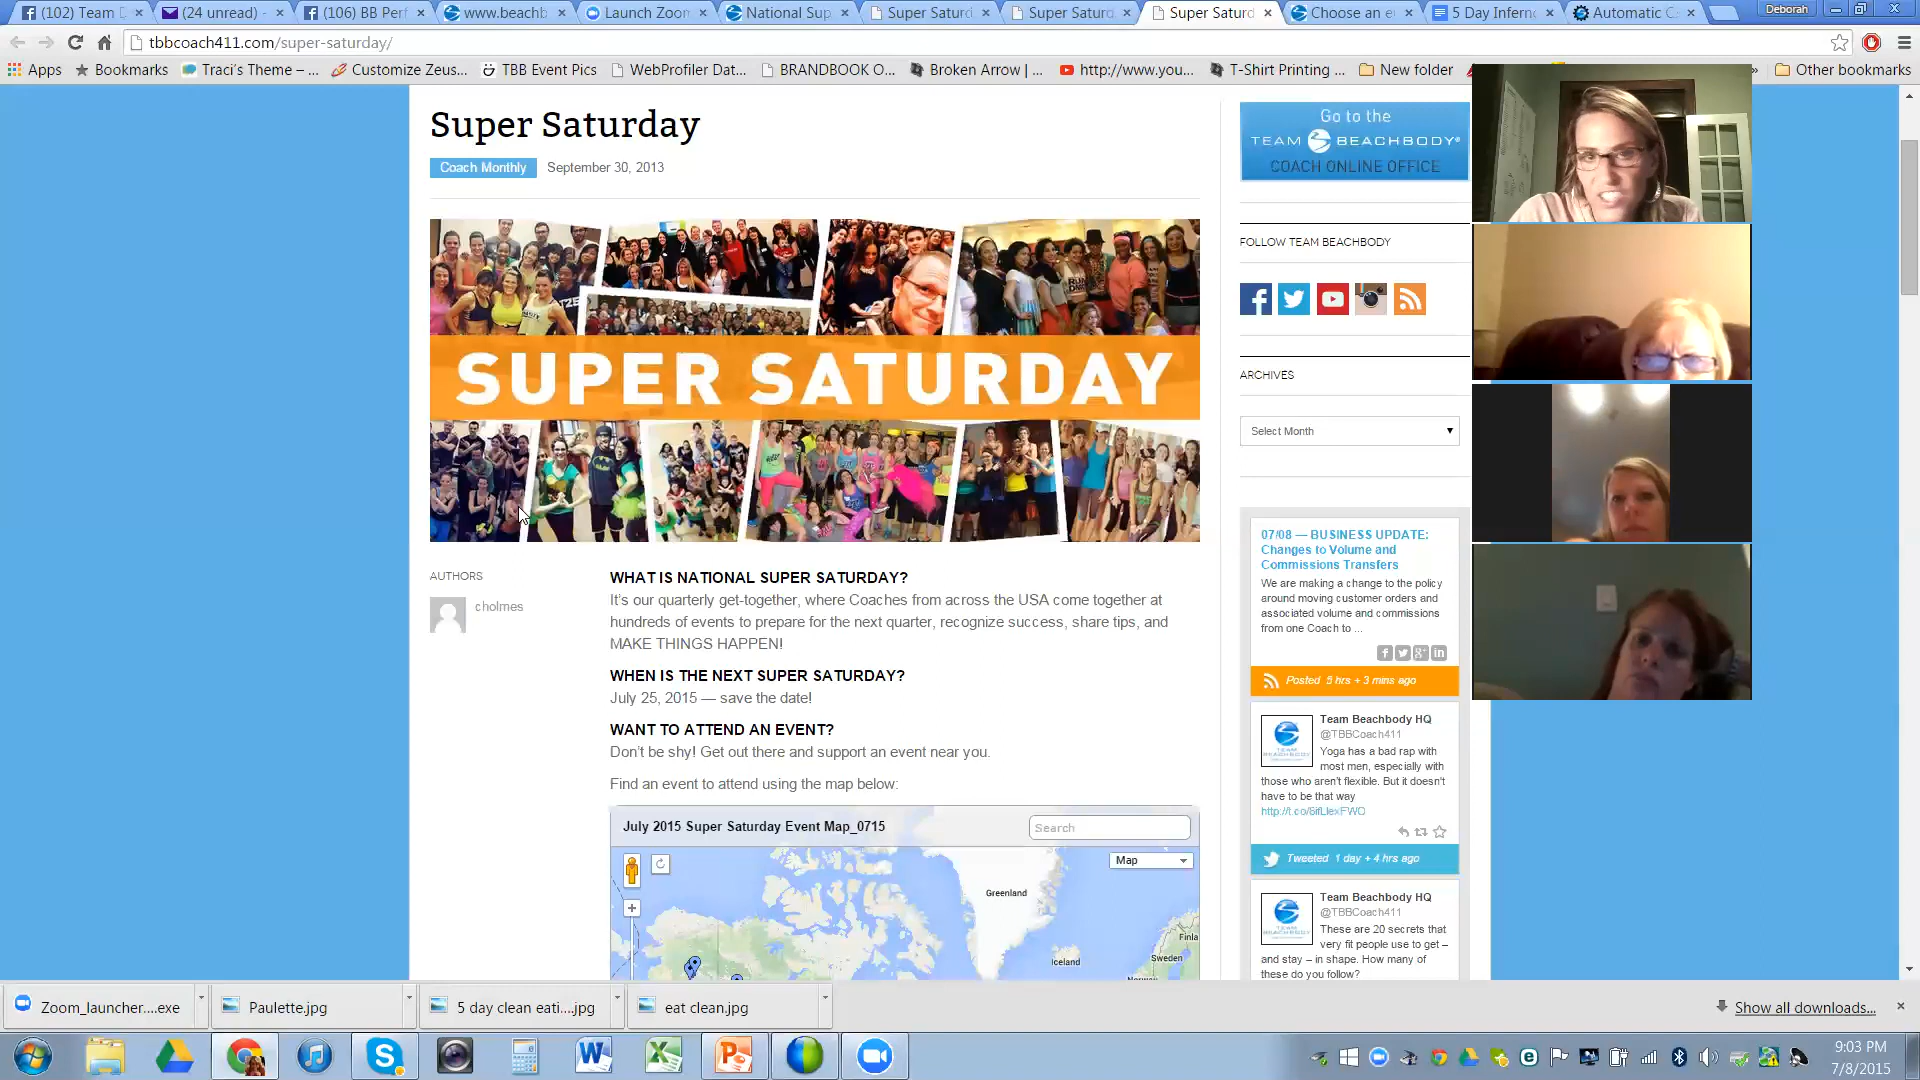 (102) Team D
(24 unread) -
(106) BB Perf
www.beachb
Launch Zoom
National Sup
Super Saturd
Super Saturd
Super Saturd
Choose an e
5 Day Inferno
Automatic C
Deborah
tbbcoach411.com/super-saturday/
Apps
Bookmarks
Traci's Theme – ...
Customize Zeus...
TBB Event Pics
WebProfiler Dat...
BRANDBOOK O...
Broken Arrow | ...
http://www.you...
T-Shirt Printing ...
New folder
»
Other bookmarks
Super Saturday
Coach Monthly
September 30, 2013
SUPER SATURDAY
AUTHORS
cholmes
WHAT IS NATIONAL SUPER SATURDAY?
It's our quarterly get-together, where Coaches from across the USA come together at
hundreds of events to prepare for the next quarter, recognize success, share tips, and
MAKE THINGS HAPPEN!
WHEN IS THE NEXT SUPER SATURDAY?
July 25, 2015 — save the date!
WANT TO ATTEND AN EVENT?
Don't be shy! Get out there and support an event near you.
Find an event to attend using the map below:
July 2015 Super Saturday Event Map_0715
Search
Map
Greenland
Iceland
Finla
Sweden
Norway
Go to the
TEAM BEACHBODY
COACH ONLINE OFFICE
FOLLOW TEAM BEACHBODY
ARCHIVES
Select Month
07/08 — BUSINESS UPDATE:
Changes to Volume and
Commissions Transfers
We are making a change to the policy
around moving customer orders and
associated volume and commissions
from one Coach to ...
Posted 5 hrs + 3 mins ago
Team Beachbody HQ
@TBBCoach411
Yoga has a bad rap with
most men, especially with
those who aren't flexible. But it doesn't
have to be that way
Tweeted 1 day + 4 hrs ago
Team Beachbody HQ
@TBBCoach411
These are 20 secrets that
very fit people use to get –
and stay – in shape. How many of
these do you follow?
Zoom_launcher....exe
Paulette.jpg
5 day clean eati....jpg
eat clean.jpg
Show all downloads...
9:03 PM
7/8/2015